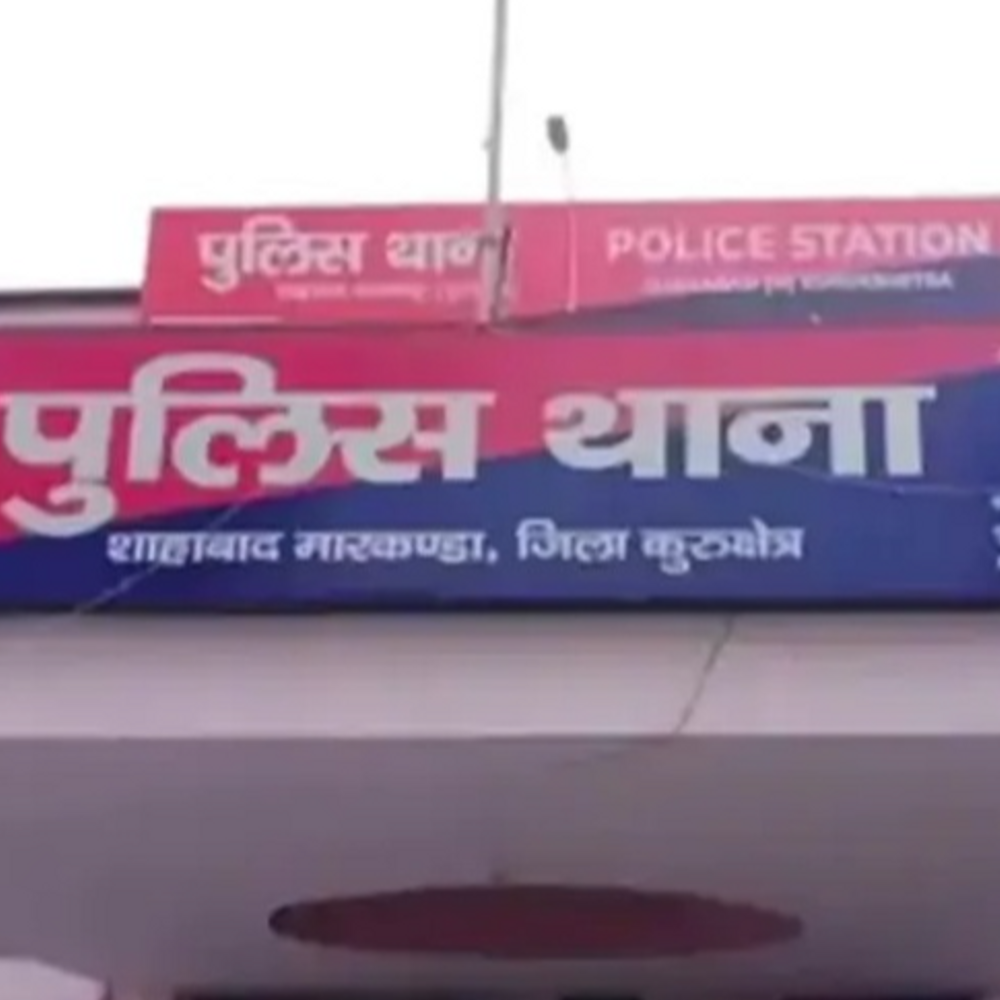 पुलिस थाना
POLICE STATION
पुलिस थाना
शाहाबाद मारकण्डा, जिला कुरुक्षेत्र